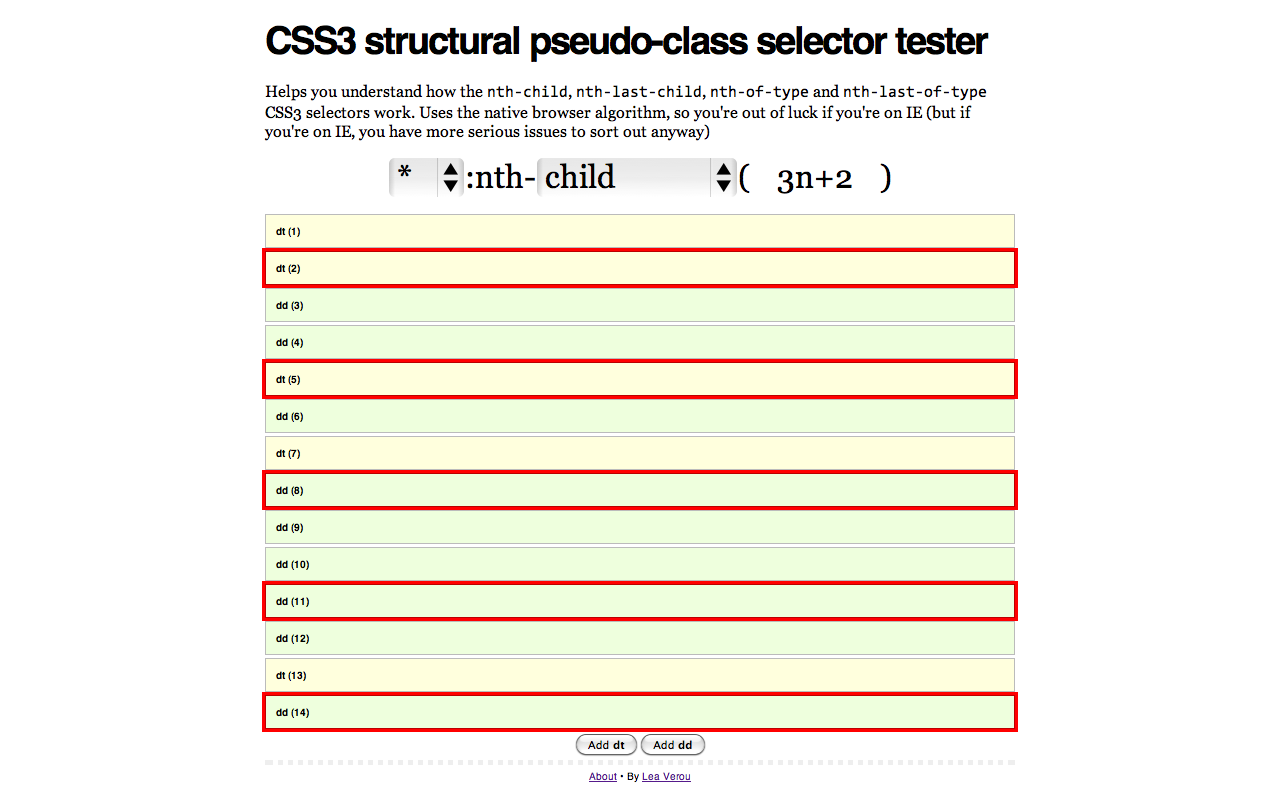 CSS3 structural pseudo-class selector tester
Helps you understand how the nth-child, nth-last-child, nth-of-type and nth-last-of-type
CSS3 selectors work. Uses the native browser algorithm, so you're out of luck if you're on IE (but if
you're on IE, you have more serious issues to sort out anyway)
* :nth- child ( 3n+2 )
dt (1)
dt (2)
dd (3)
dd (4)
dt (5)
dd (6)
dt (7)
dd (8)
dd (9)
dd (10)
dd (11)
dd (12)
dt (13)
dd (14)
Add dt Add dd
About • By Lea Verou